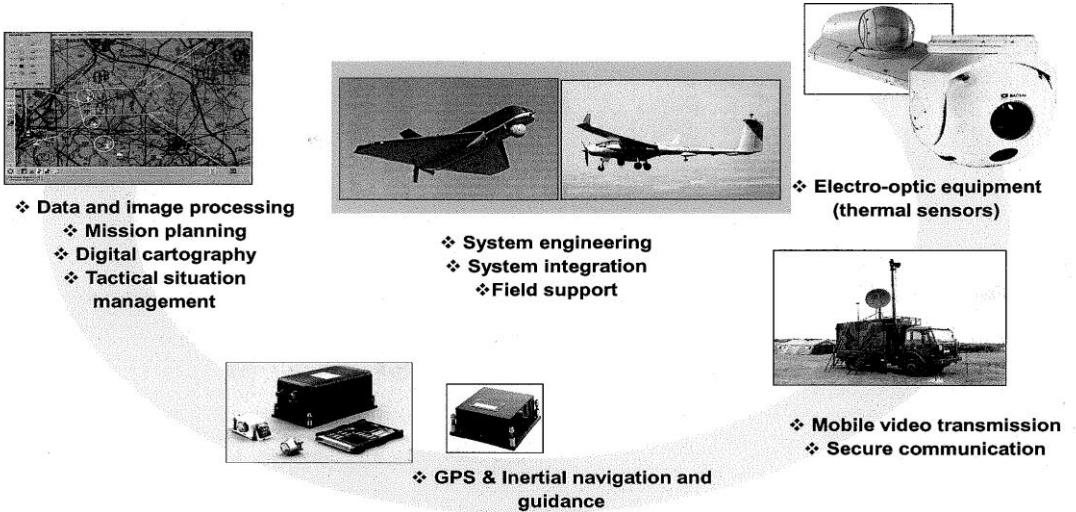 ❖ Data and image processing
❖ Mission planning
❖ Digital cartography
❖ Tactical situation
management
❖ System engineering
❖ System integration
❖Field support
❖ Electro-optic equipment
(thermal sensors)
❖ Mobile video transmission
❖ Secure communication
❖ GPS & Inertial navigation and
guidance